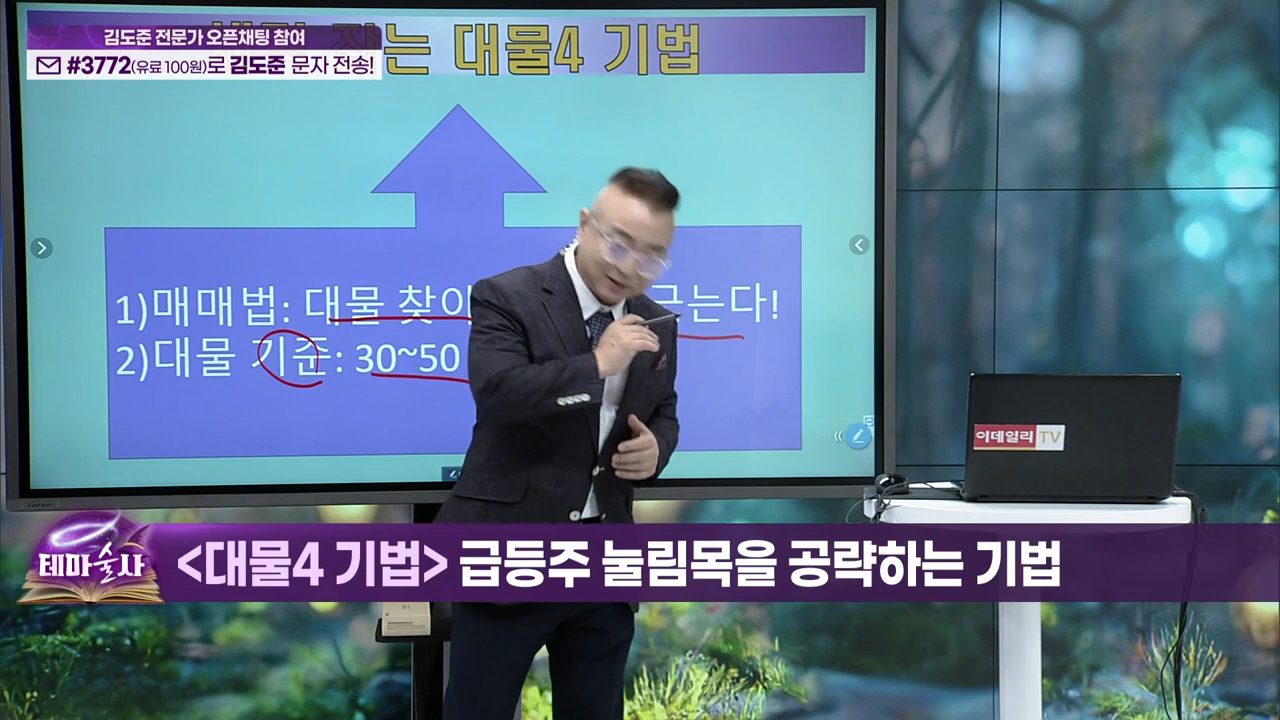 김도준 전문가 오픈채팅 참여
#3772(유료 100원)로 김도준 문자 전송!
는 대물4 기법
1)매매법: 대물 찾아 는다!
2)대물 기준: 30~50
이데일리TV
테마술사
<대물4 기법> 급등주 눌림목을 공략하는 기법